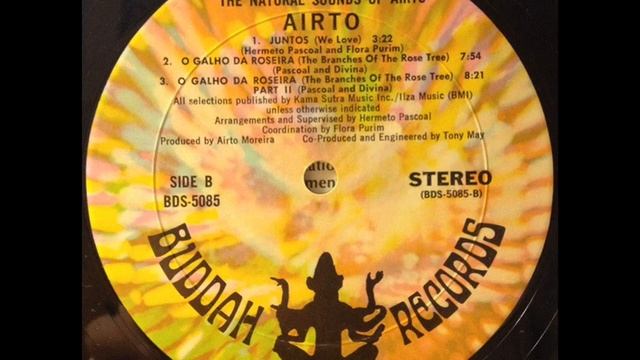 THE NATURAL SOUNDS OF AIRTO
AIRTO
1. JUNTOS (We Love) 3:22
(Hermeto Pascoal and Flora Purim)
2. O GALHO DA ROSEIRA (The Branches Of The Rose Tree) 7:54
(Pascoal and Divina)
3. O GALHO DA ROSEIRA (The Branches Of The Rose Tree) 8:21
PART II (Pascoal and Divina)
All selections published by Kama Sutra Music Inc./Ilza Music (BMI)
unless otherwise indicated
Arrangements and Supervised by Hermeto Pascoal
Coordination by Flora Purim
Produced by Airto Moreira Co-Produced and Engineered by Tony May
SIDE B
BDS-5085
men
STEREO
(BDS-5085-B)
BUDDAH RECORDS